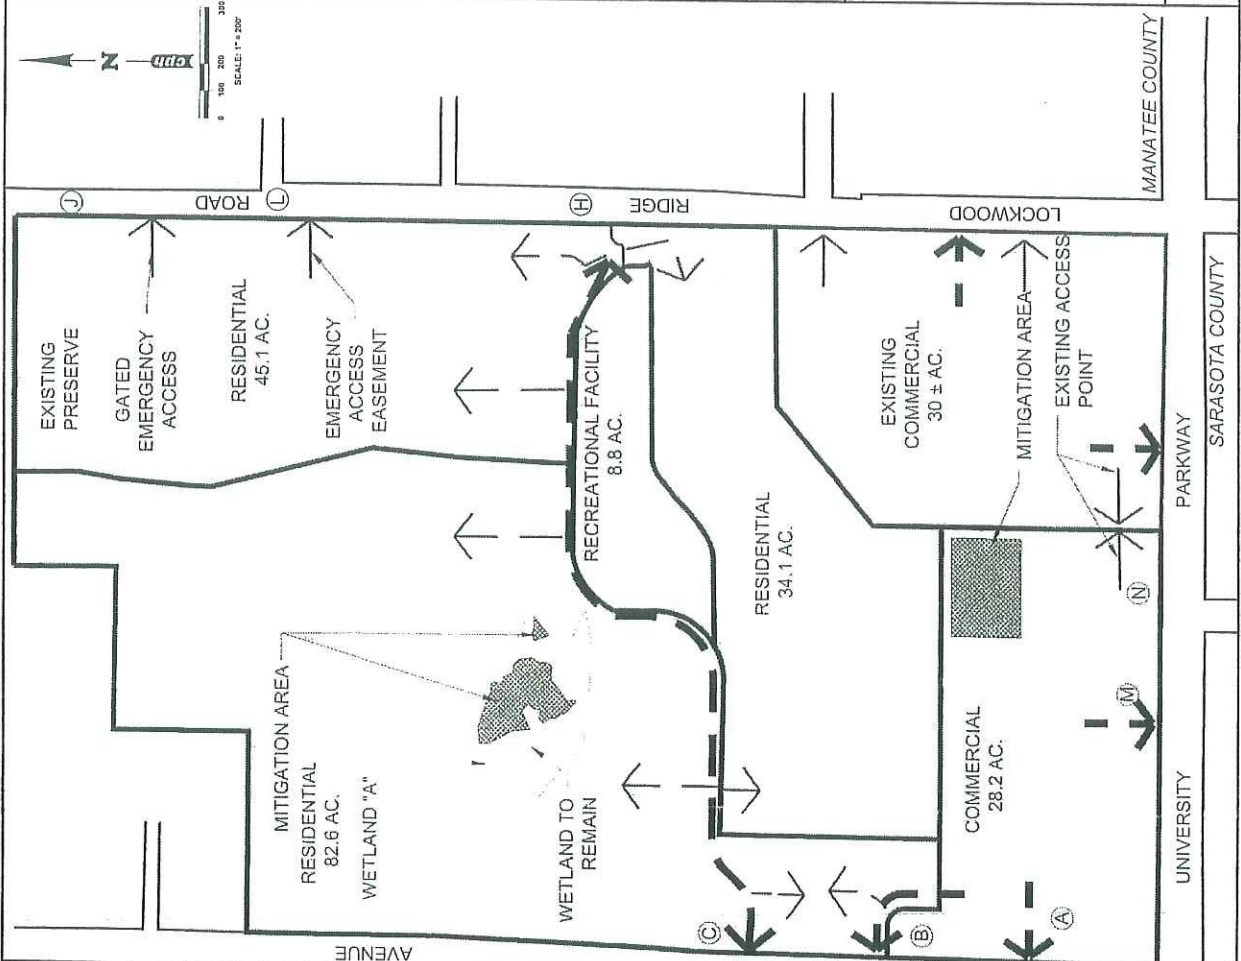 N
CPH
0 100 200 300
SCALE: 1" = 200'
J
ROAD
L
H
RIDGE
LOCKWOOD
MANATEE COUNTY
EXISTING
PRESERVE
GATED
EMERGENCY
ACCESS
RESIDENTIAL
45.1 AC.
EMERGENCY
ACCESS
EASEMENT
RECREATIONAL FACILITY
8.8 AC.
EXISTING
COMMERCIAL
30 ± AC.
MITIGATION AREA
EXISTING ACCESS
POINT
RESIDENTIAL
34.1 AC.
MITIGATION AREA
RESIDENTIAL
82.6 AC.
WETLAND "A"
WETLAND TO
REMAIN
COMMERCIAL
28.2 AC.
N
M
C
B
A
AVENUE
UNIVERSITY
PARKWAY
SARASOTA COUNTY